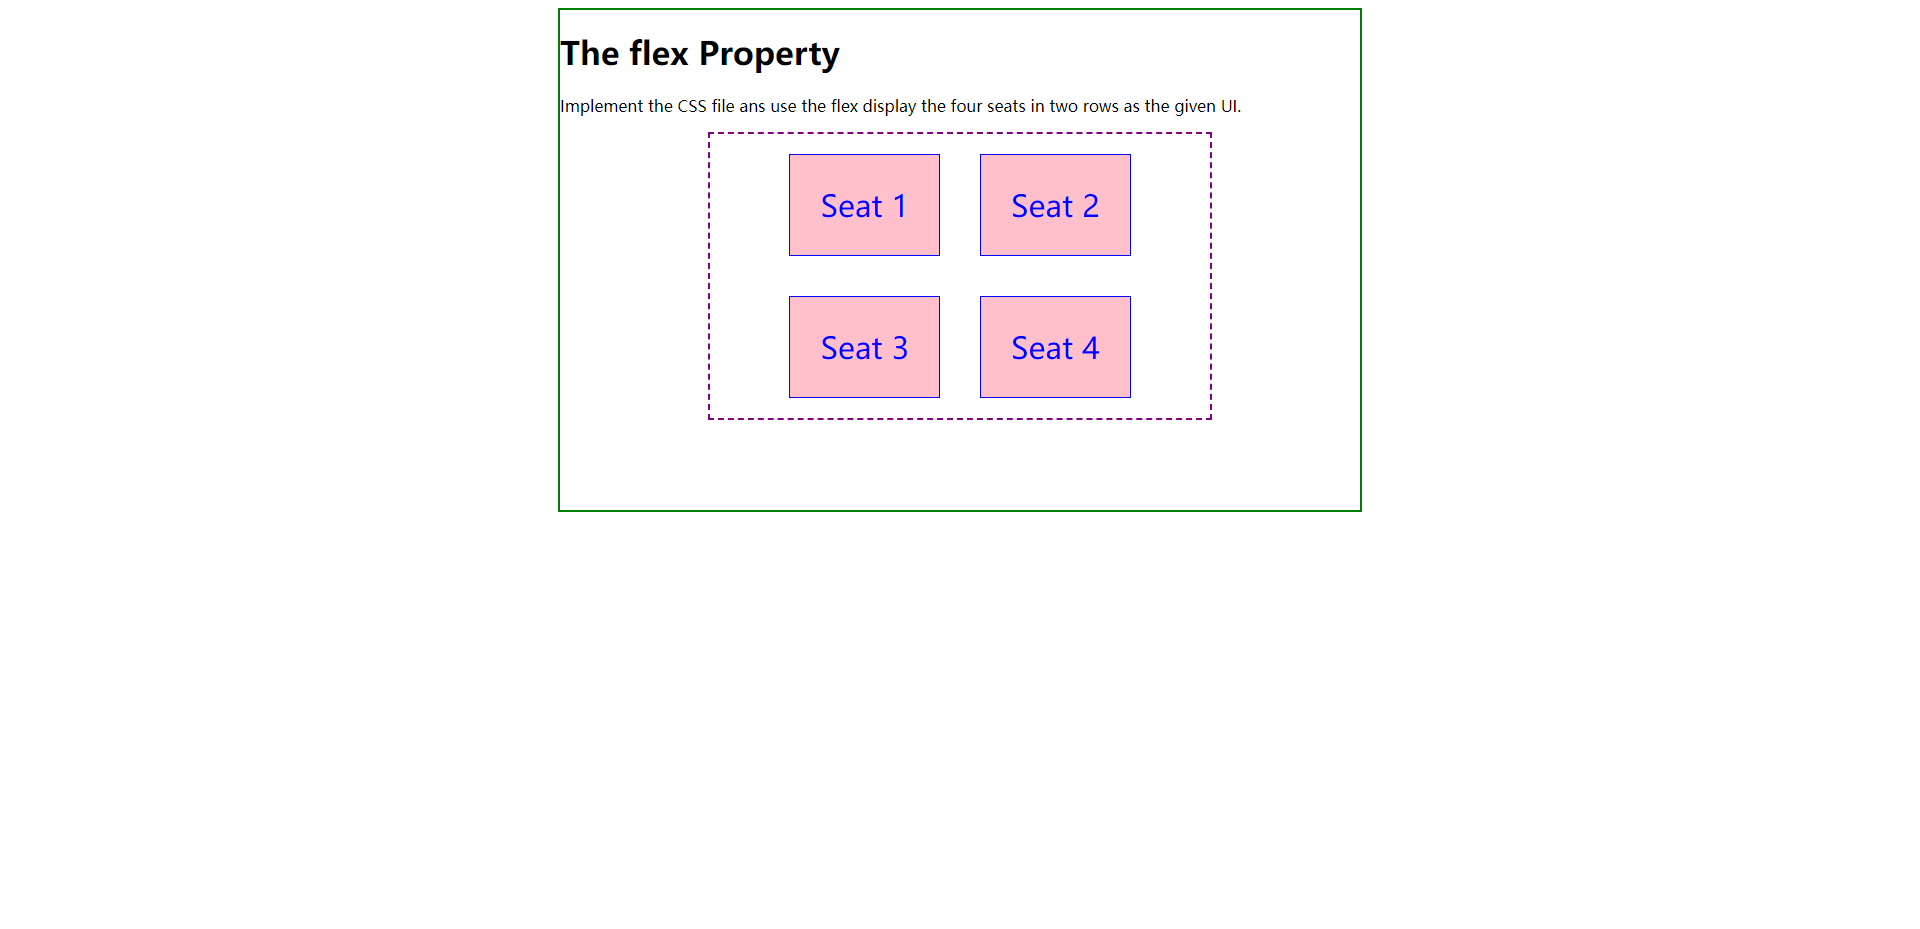 The flex Property
Implement the CSS file ans use the flex display the four seats in two rows as the given UI.
Seat 1
Seat 2
Seat 3
Seat 4